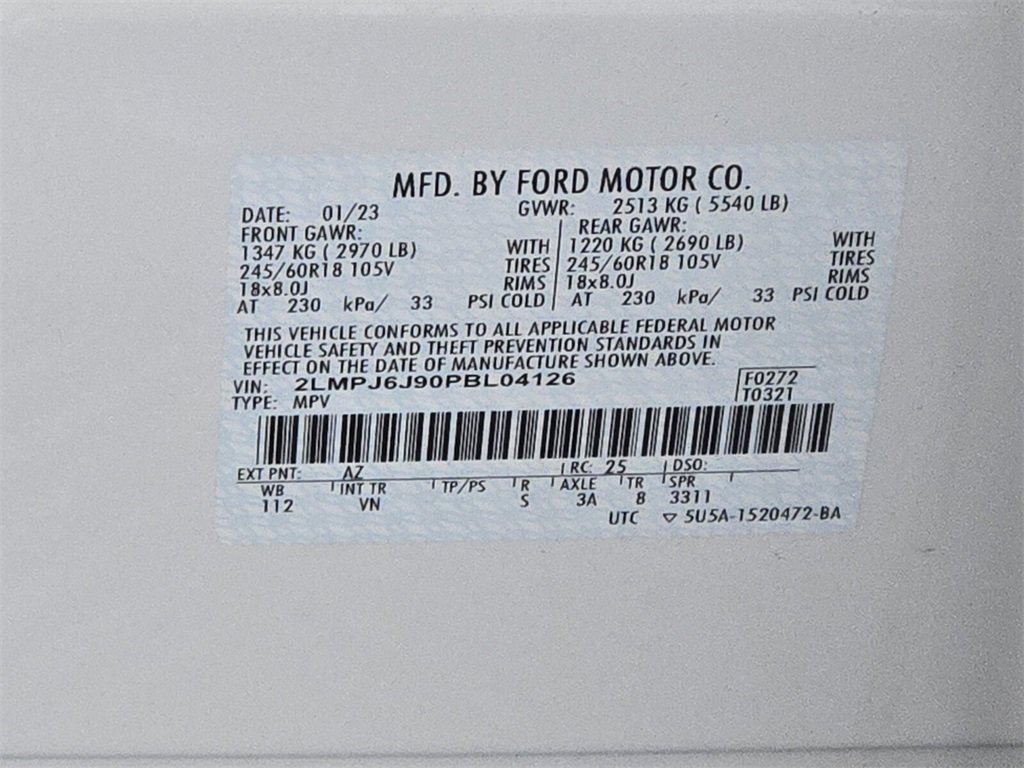 MFD. BY FORD MOTOR CO.
DATE: 01/23 GVWR: 2513 KG ( 5540 LB)
FRONT GAWR: REAR GAWR:
1347 KG ( 2970 LB) WITH 1220 KG ( 2690 LB) WITH
245/60R18 105V TIRES 245/60R18 105V TIRES
18x8.0J RIMS 18x8.0J RIMS
AT 230 kPa/ 33 PSI COLD AT 230 kPa/ 33 PSI COLD
THIS VEHICLE CONFORMS TO ALL APPLICABLE FEDERAL MOTOR
VEHICLE SAFETY AND THEFT PREVENTION STANDARDS IN
EFFECT ON THE DATE OF MANUFACTURE SHOWN ABOVE.
VIN: 2LMPJ6J90PBL04126 F0272
TYPE: MPV T0321
EXT PNT: AZ RC: 25 DSO:
WB INT TR TP/PS R AXLE TR SPR
112 VN S 3A 8 3311
UTC ▽ 5U5A-1520472-BA